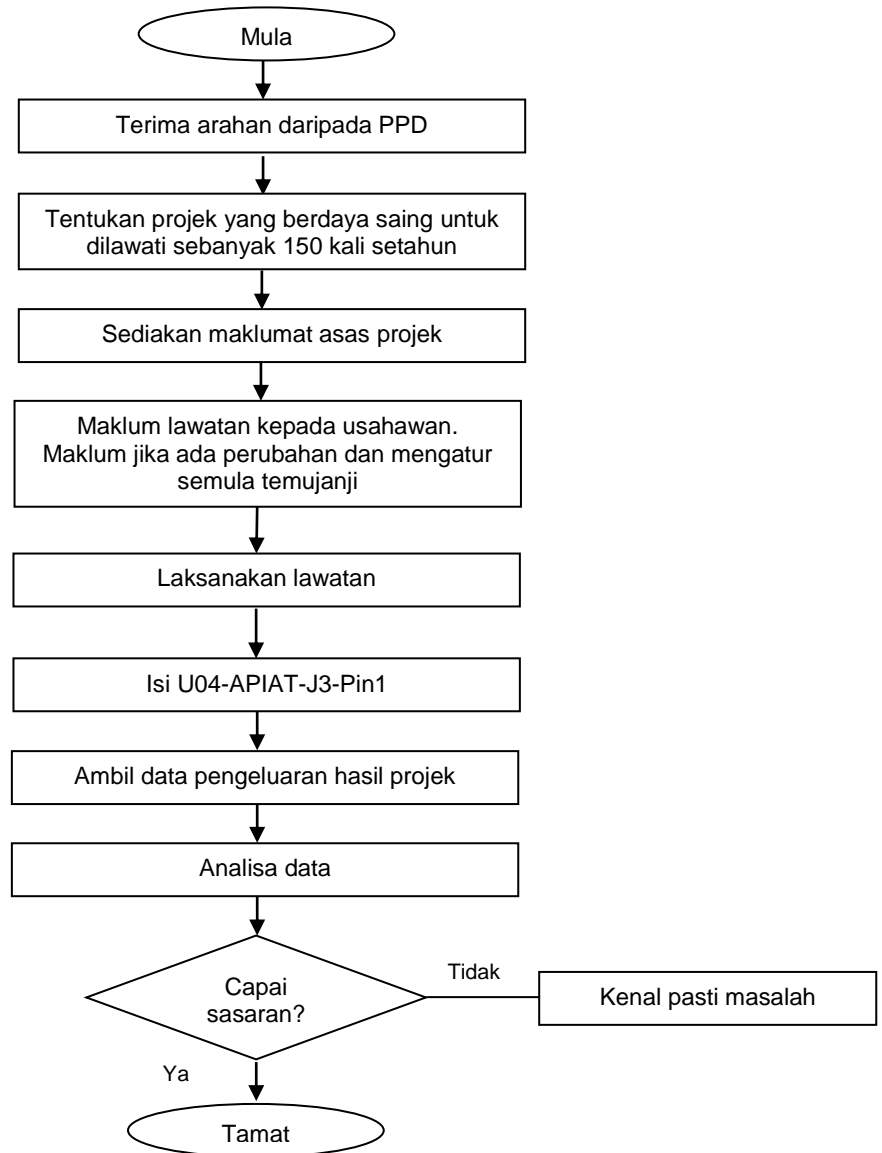 Mula
Terima arahan daripada PPD
Tentukan projek yang berdaya saing untuk
dilawati sebanyak 150 kali setahun
Sediakan maklumat asas projek
Maklum lawatan kepada usahawan.
Maklum jika ada perubahan dan mengatur
semula temujanji
Laksanakan lawatan
Isi U04-APIAT-J3-Pin1
Ambil data pengeluaran hasil projek
Analisa data
Capai
sasaran?
Tidak
Kenal pasti masalah
Ya
Tamat